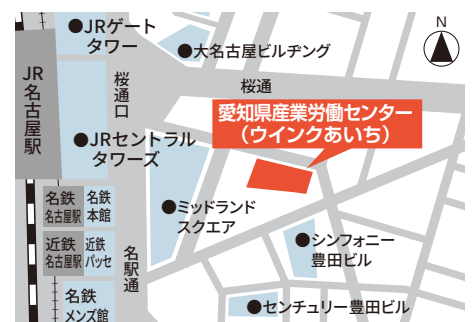 ●JRゲート
タワー
●大名古屋ビルヂング
N
JR名古屋駅
桜通口
桜通
愛知県産業労働センター
（ウインクあいち）
●JRセントラル
タワーズ
名鉄
名古屋駅
名鉄
本館
●ミッドランド
スクエア
名駅通
近鉄
名古屋駅
近鉄
パッセ
●シンフォニー
豊田ビル
名鉄
メンズ館
●センチュリー豊田ビル